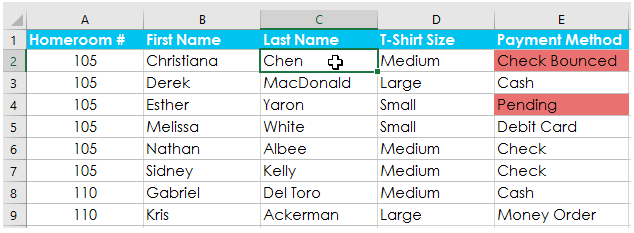 A B C D E
1 Homeroom # First Name Last Name T-Shirt Size Payment Method
2 105 Christiana Chen Medium Check Bounced
3 105 Derek MacDonald Large Cash
4 105 Esther Yaron Small Pending
5 105 Melissa White Small Debit Card
6 105 Nathan Albee Medium Check
7 105 Sidney Kelly Medium Check
8 110 Gabriel Del Toro Medium Cash
9 110 Kris Ackerman Large Money Order